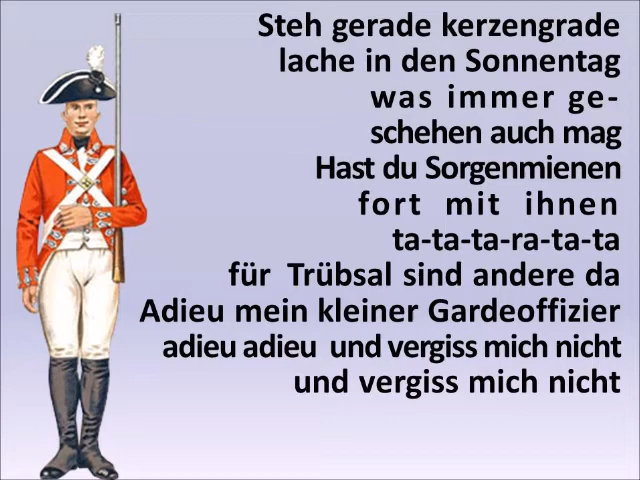 Steh gerade kerzengrade
lache in den Sonnentag
was immer ge-
schehen auch mag
Hast du Sorgenmienen
fort mit ihnen
ta-ta-ta-ra-ta-ta
für Trübsal sind andere da
Adieu mein kleiner Gardeoffizier
adieu adieu und vergiss mich nicht
und vergiss mich nicht